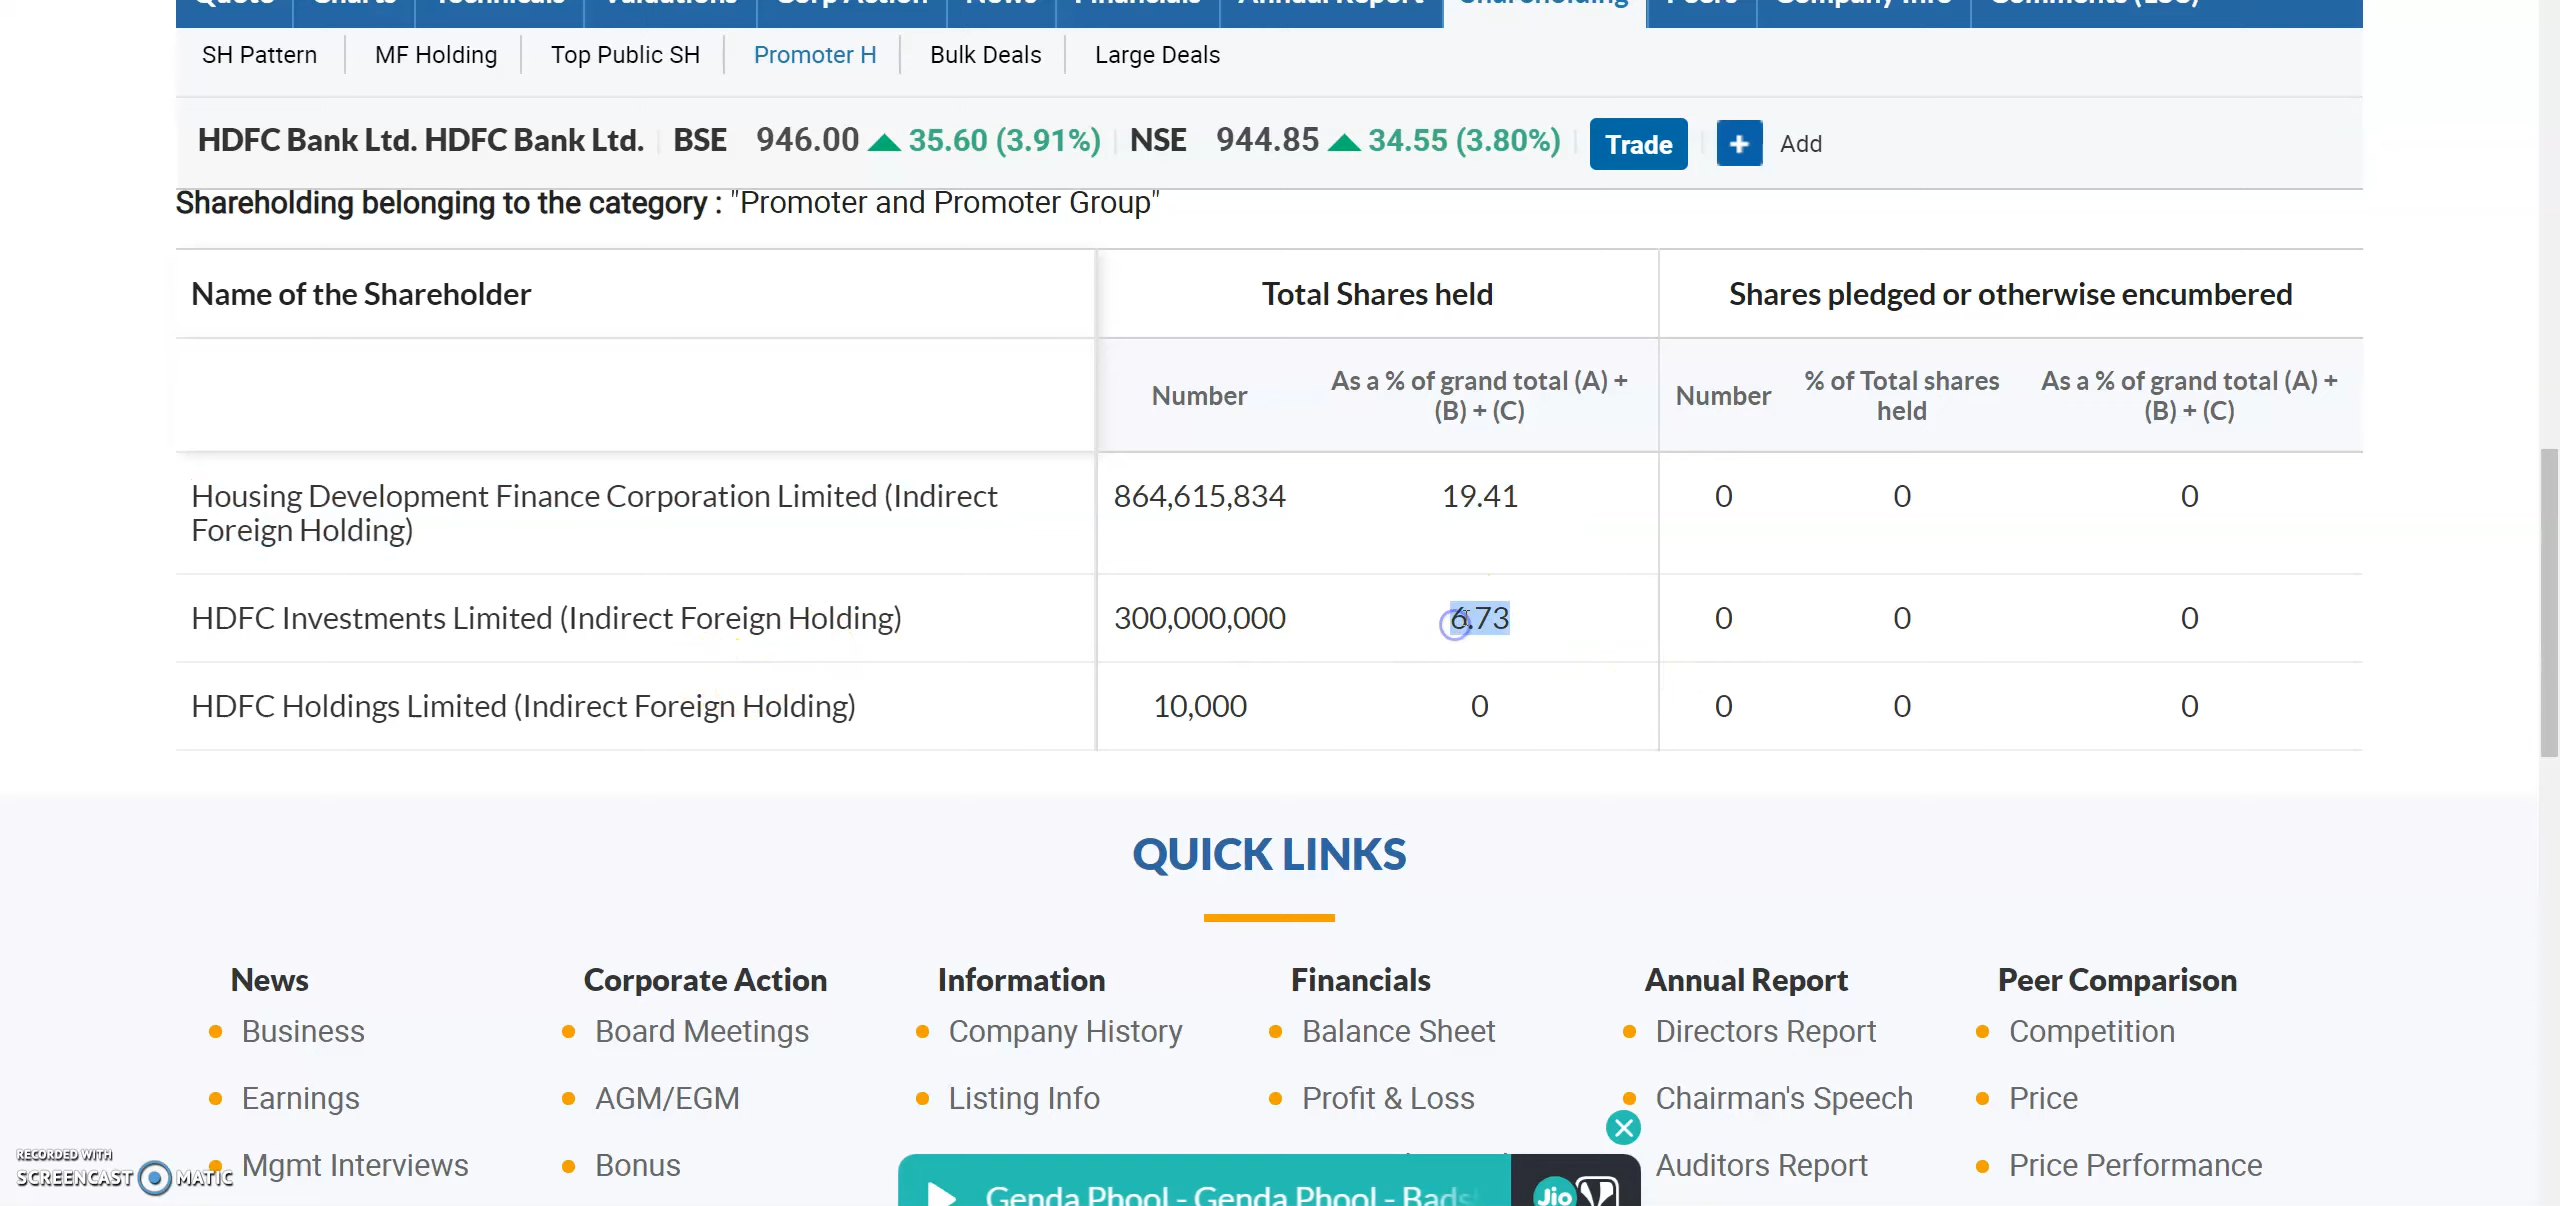 SH Pattern MF Holding Top Public SH Promoter H Bulk Deals Large Deals
HDFC Bank Ltd. HDFC Bank Ltd. BSE 946.00 35.60 (3.91%) NSE 944.85 34.55 (3.80%) Trade + Add
Shareholding belonging to the category : "Promoter and Promoter Group"
Name of the Shareholder Total Shares held Shares pledged or otherwise encumbered
Number As a % of grand total (A) + (B) + (C) Number % of Total shares held As a % of grand total (A) + (B) + (C)
Housing Development Finance Corporation Limited (Indirect 864,615,834 19.41 0 0 0
Foreign Holding)
HDFC Investments Limited (Indirect Foreign Holding) 300,000,000 6.73 0 0 0
HDFC Holdings Limited (Indirect Foreign Holding) 10,000 0 0 0 0
QUICK LINKS
News Corporate Action Information Financials Annual Report Peer Comparison
Business Board Meetings Company History Balance Sheet Directors Report Competition
Earnings AGM/EGM Listing Info Profit & Loss Chairman's Speech Price
RECORDED WITH
SCREENCAST MATIC
Mgmt Interviews Bonus Auditors Report Price Performance
Genda Phool - Genda Phool - Bads Jio